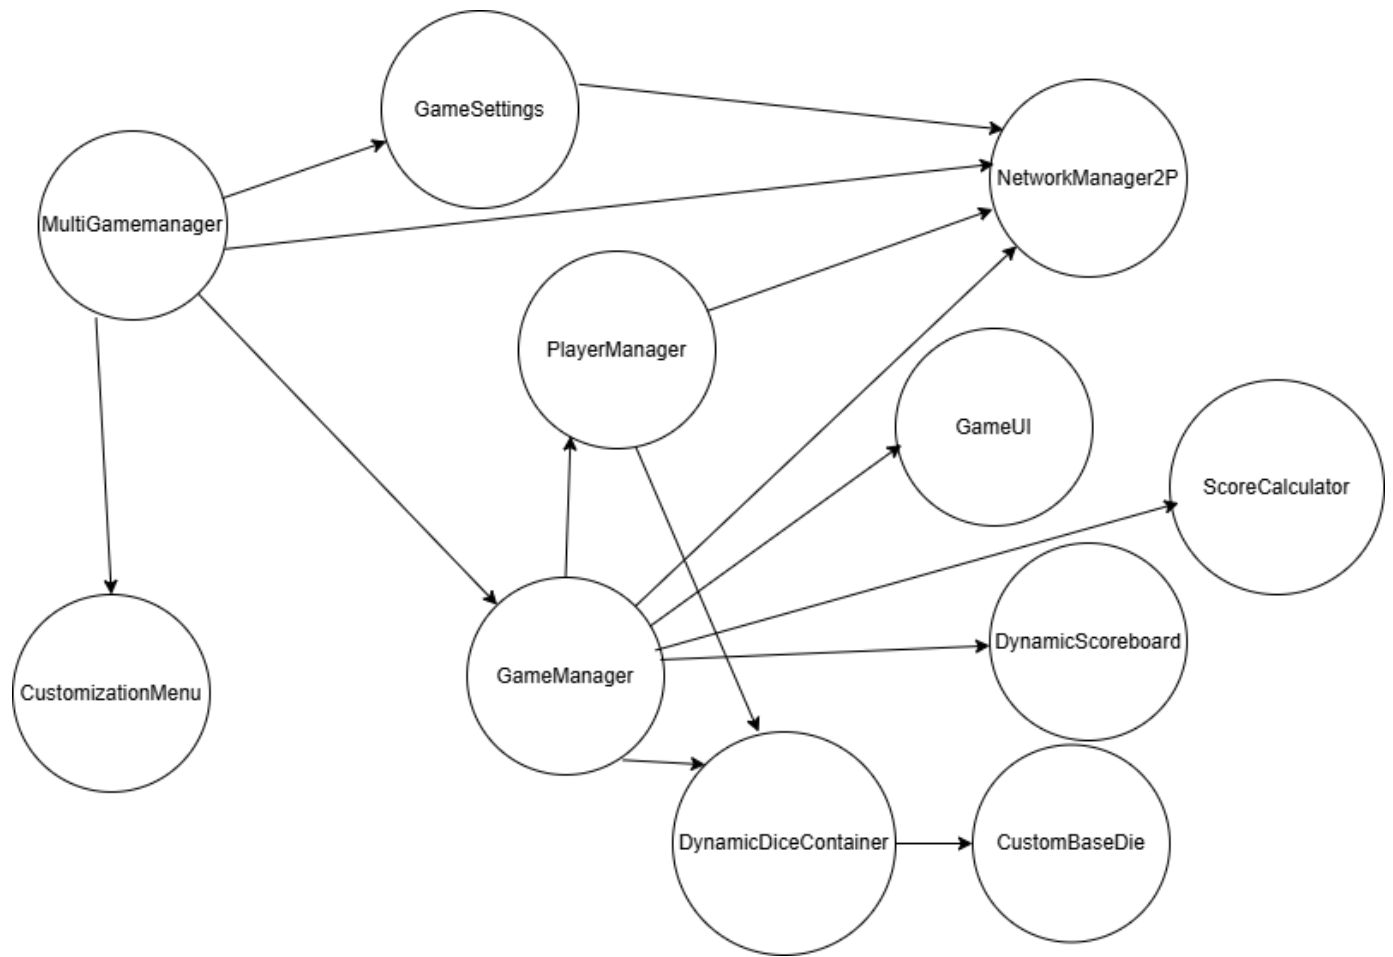 GameSettings
NetworkManager2P
MultiGamemanager
PlayerManager
GameUI
ScoreCalculator
DynamicScoreboard
GameManager
CustomizationMenu
DynamicDiceContainer
CustomBaseDie